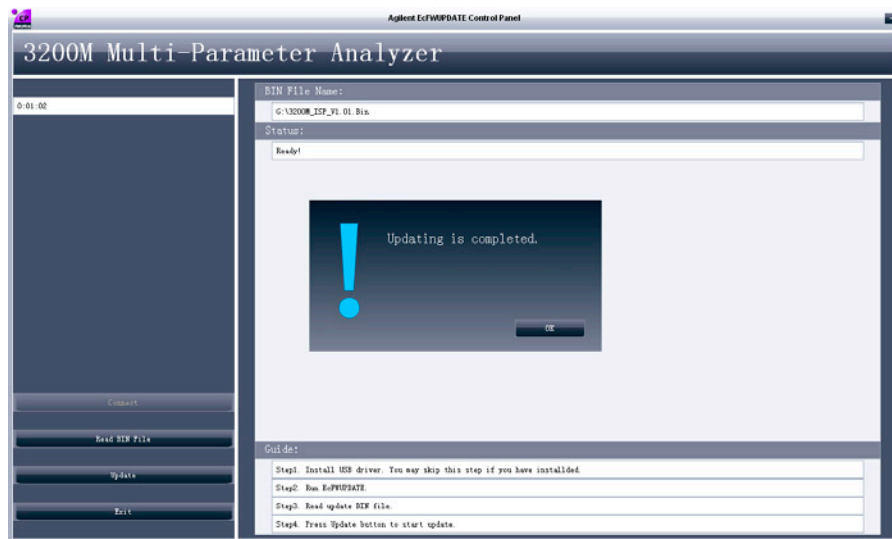 Agilent EcFWUPDATE Control Panel
3200M Multi-Parameter Analyzer
0:01:02
BIN File Name:
G:\3200M_ISP_V1.01.Bin
Status:
Ready!
Updating is completed.
OK
Connect
Read BIN File
Update
Exit
Guide:
Step1. Install USB driver. You may skip this step if you have installded.
Step2. Run EcFWUPDATE.
Step3. Read update BIN file.
Step4. Press Update button to start update.